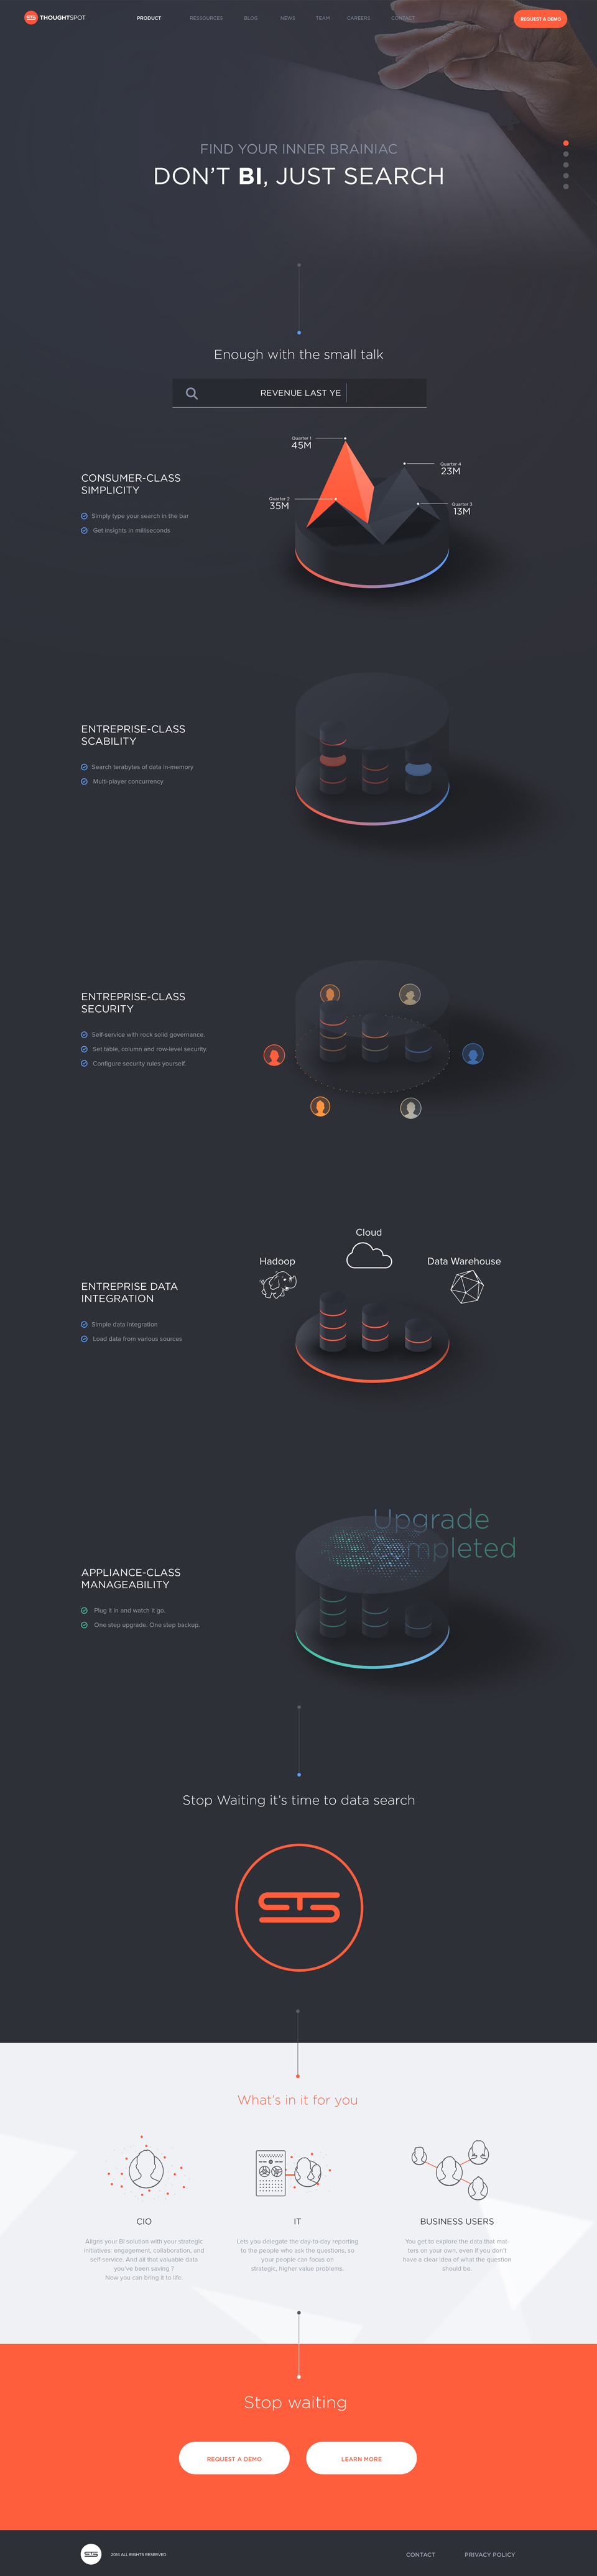 THOUGHTSPOT
PRODUCT
RESSOURCES
BLOG
NEWS
TEAM
CAREERS
CONTACT
REQUEST A DEMO
FIND YOUR INNER BRAINIAC
DON'T BI, JUST SEARCH
Enough with the small talk
REVENUE LAST YE
Quarter 1
45M
Quarter 4
23M
Quarter 2
35M
Quarter 3
13M
CONSUMER-CLASS
SIMPLICITY
Simply type your search in the bar
Get insights in milliseconds
ENTREPRISE-CLASS
SCABILITY
Search terabytes of data in-memory
Multi-player concurrency
ENTREPRISE-CLASS
SECURITY
Self-service with rock solid governance.
Set table, column and row-level security.
Configure security rules yourself.
Cloud
Hadoop
Data Warehouse
ENTREPRISE DATA
INTEGRATION
Simple data integration
Load data from various sources
Upgrade
completed
APPLIANCE-CLASS
MANAGEABILITY
Plug it in and watch it go.
One step upgrade. One step backup.
Stop Waiting it's time to data search
What's in it for you
CIO
Aligns your BI solution with your strategic
initiatives: engagement, collaboration, and
self-service. And all that valuable data
you've been saving ?
Now you can bring it to life.
IT
Lets you delegate the day-to-day reporting
to the people who ask the questions, so
your people can focus on
strategic, higher value problems.
BUSINESS USERS
You get to explore the data that mat-
ters on your own, even if you don't
have a clear idea of what the question
should be.
Stop waiting
REQUEST A DEMO
LEARN MORE
2014 ALL RIGHTS RESERVED
CONTACT
PRIVACY POLICY